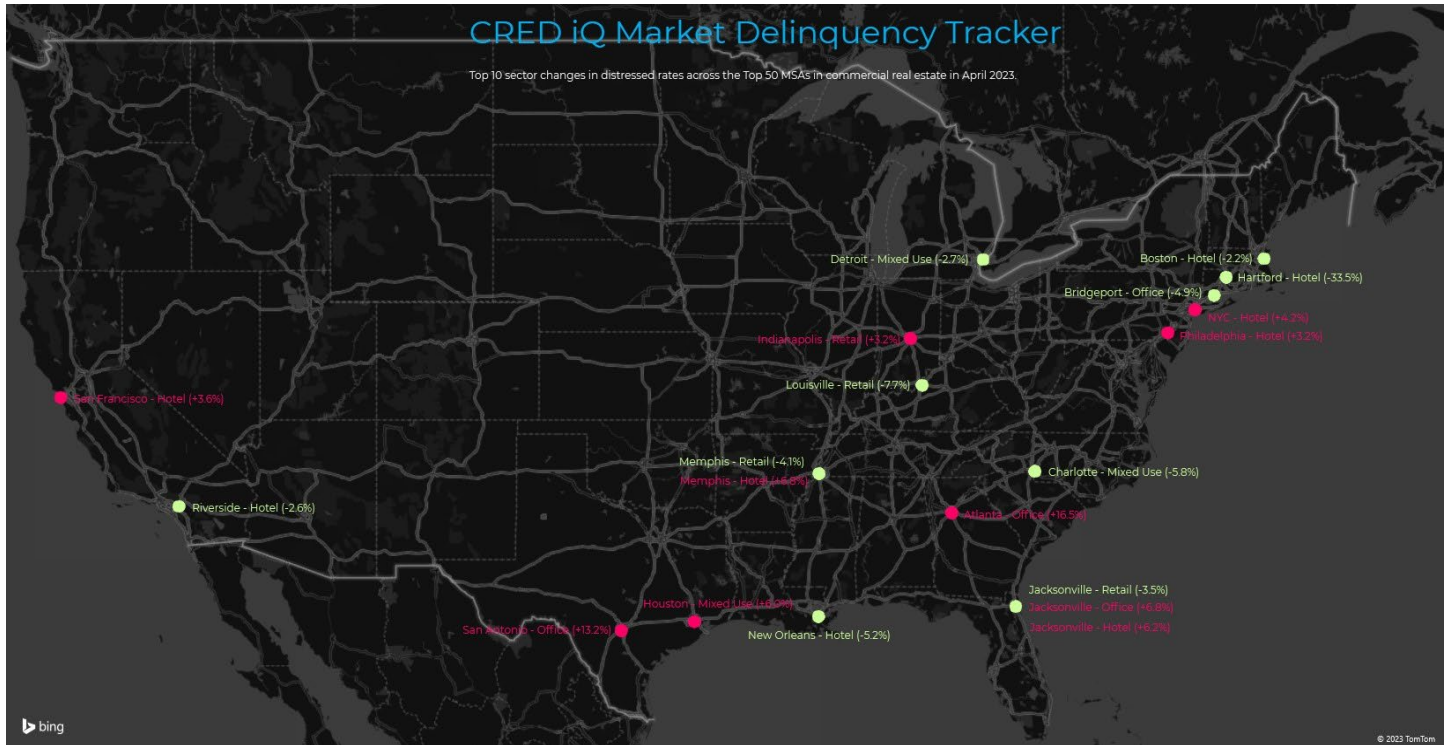 CRED iQ Market Delinquency Tracker
Top 10 sector changes in distressed rates across the Top 50 MSAs in commercial real estate in April 2023.
Detroit - Mixed Use (-2.7%)
Boston - Hotel (-2.2%)
Hartford - Hotel (-33.5%)
Bridgeport - Office (-4.9%)
NYC - Hotel (+4.2%)
Philadelphia - Hotel (+3.2%)
Indianapolis - Retail (+3.2%)
Louisville - Retail (-7.7%)
San Francisco - Hotel (+3.6%)
Memphis - Retail (-4.1%)
Memphis - Hotel
Charlotte - Mixed Use (-5.8%)
Riverside - Hotel (-2.6%)
Atlanta - Office (+16.5%)
Jacksonville - Retail (-3.5%)
Jacksonville - Office (+6.8%)
Jacksonville - Hotel (+6.2%)
Houston - Mixed Use
San Antonio - Office (+13.2%)
New Orleans - Hotel (-5.2%)
bing
© 2023 TomTom